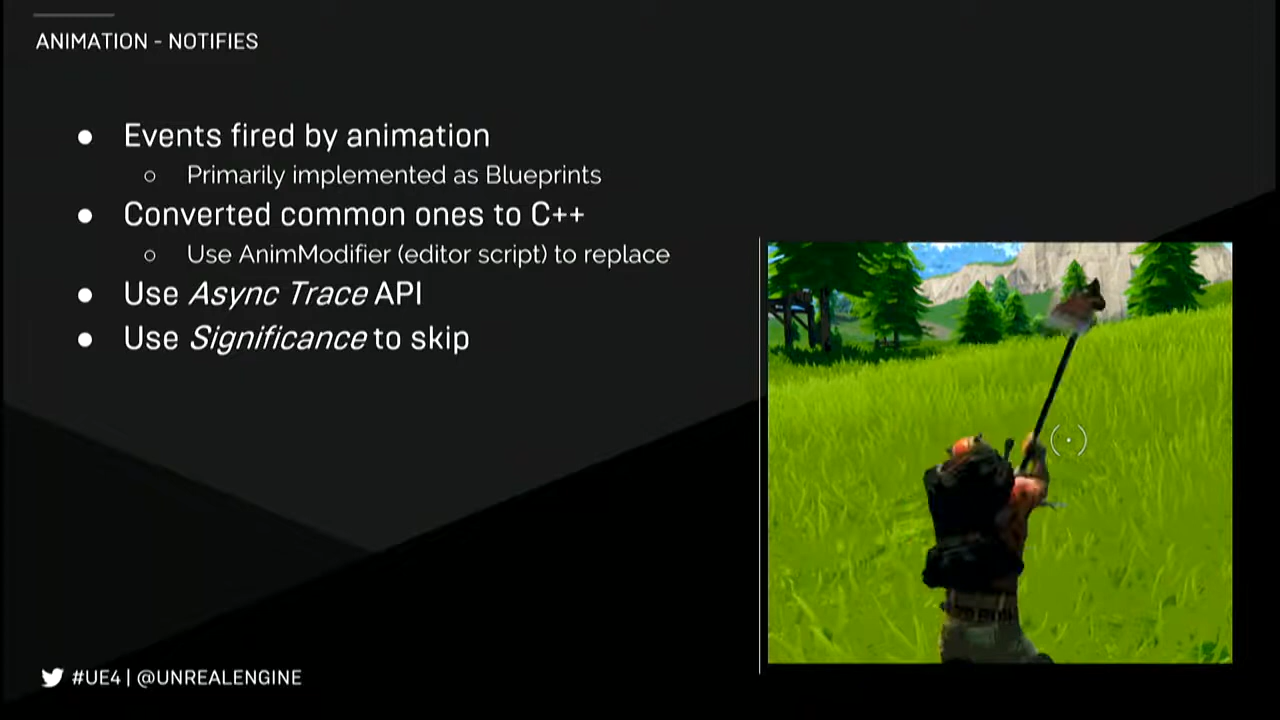 ANIMATION - NOTIFIES
● Events fired by animation
○ Primarily implemented as Blueprints
● Converted common ones to C++
○ Use AnimModifier (editor script) to replace
● Use Async Trace API
● Use Significance to skip
#UE4 | @UNREALENGINE